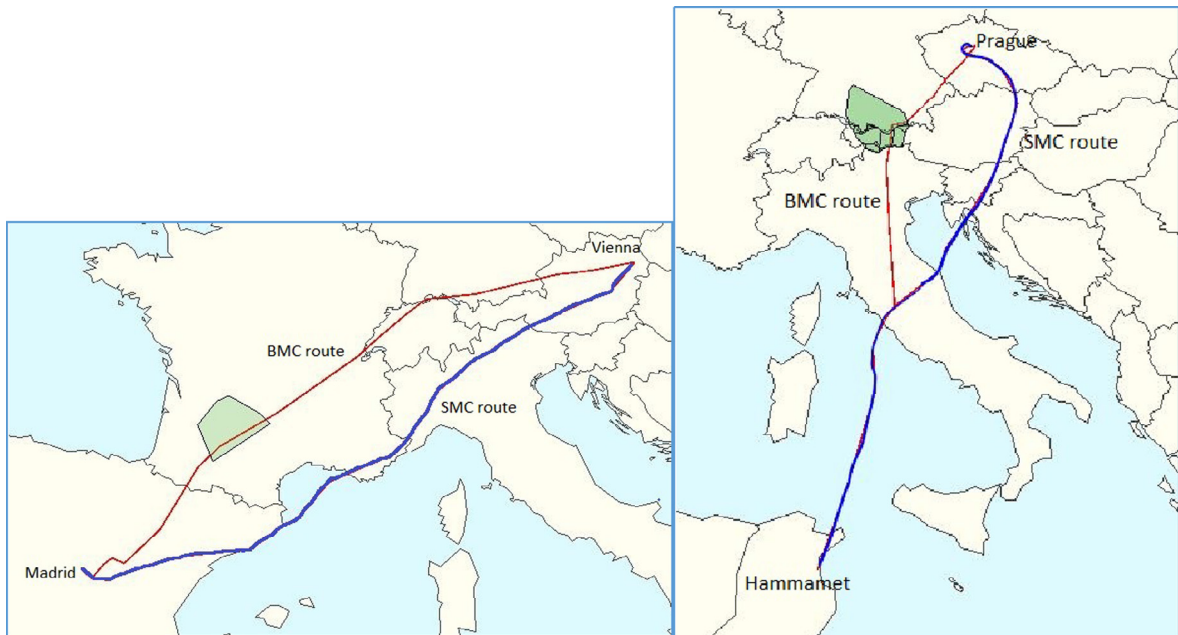 Vienna
BMC route
SMC route
Madrid
Prague
SMC route
BMC route
Hammamet